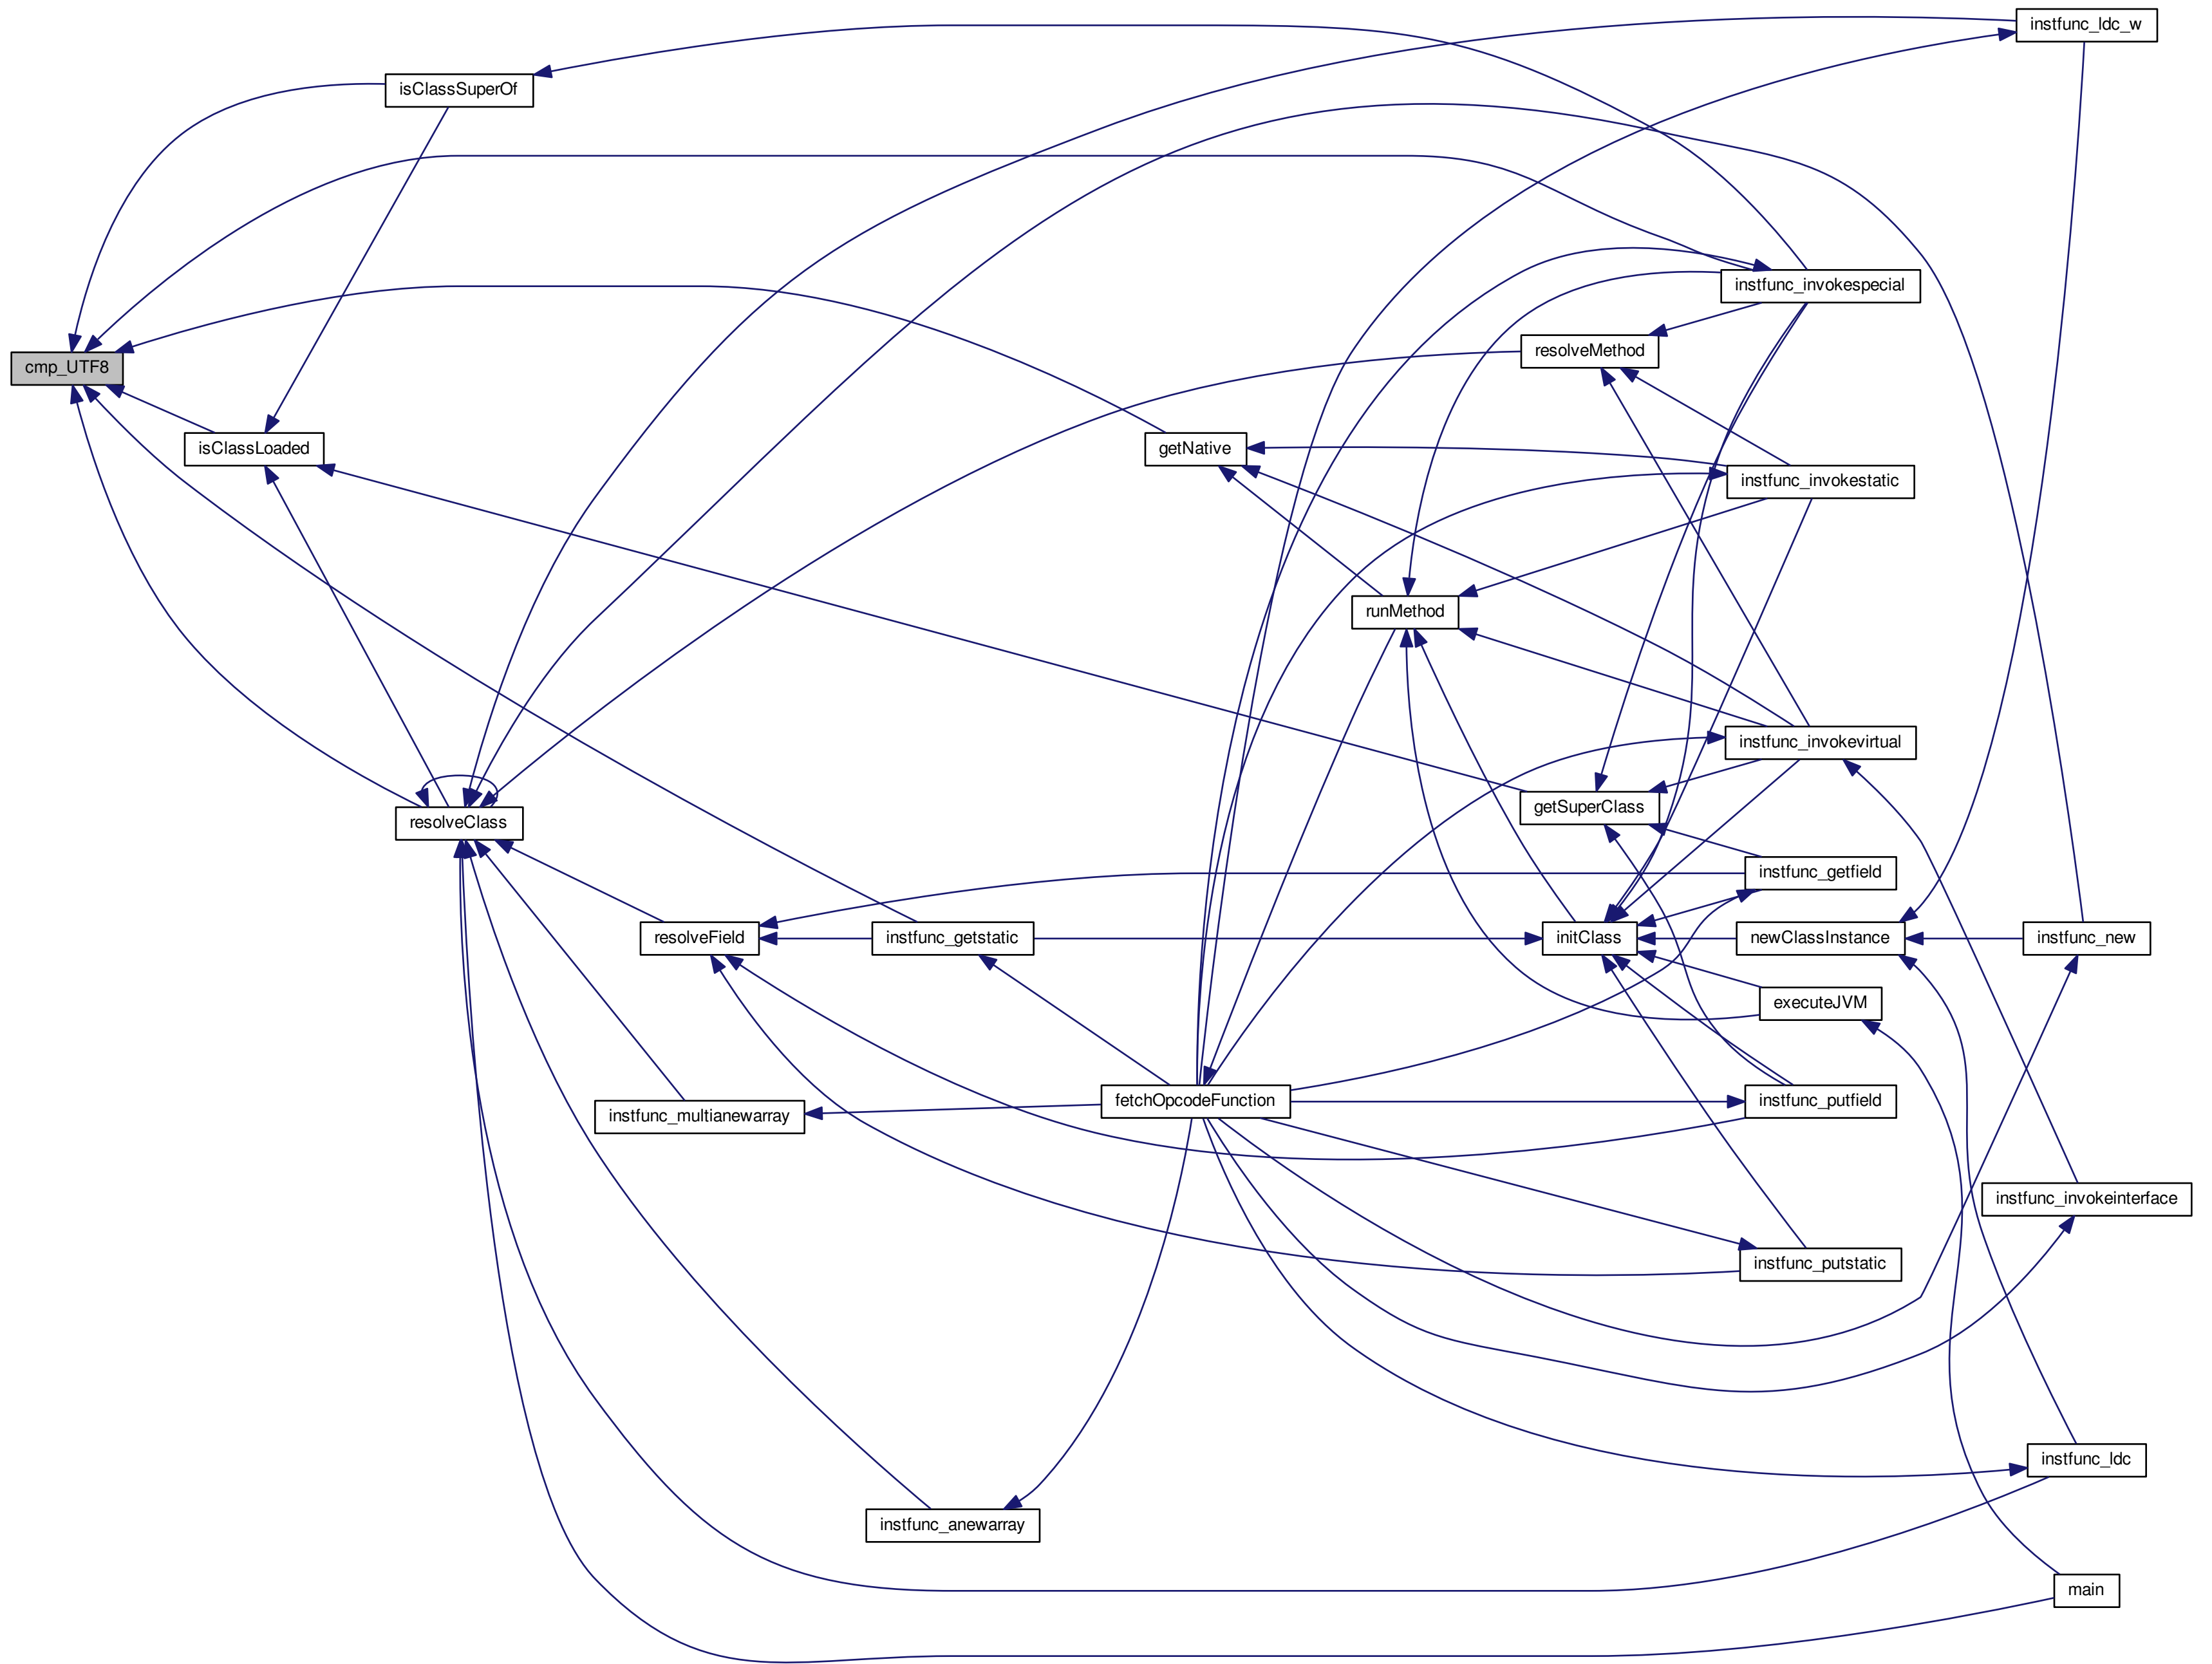 instfunc_ldc_w
isClassSuperOf
instfunc_invokespecial
resolveMethod
cmp_UTF8
isClassLoaded
getNative
instfunc_invokestatic
runMethod
instfunc_invokevirtual
getSuperClass
resolveClass
instfunc_getfield
resolveField
instfunc_getstatic
initClass
newClassInstance
instfunc_new
executeJVM
fetchOpcodeFunction
instfunc_putfield
instfunc_multianewarray
instfunc_invokeinterface
instfunc_putstatic
instfunc_ldc
instfunc_anewarray
main